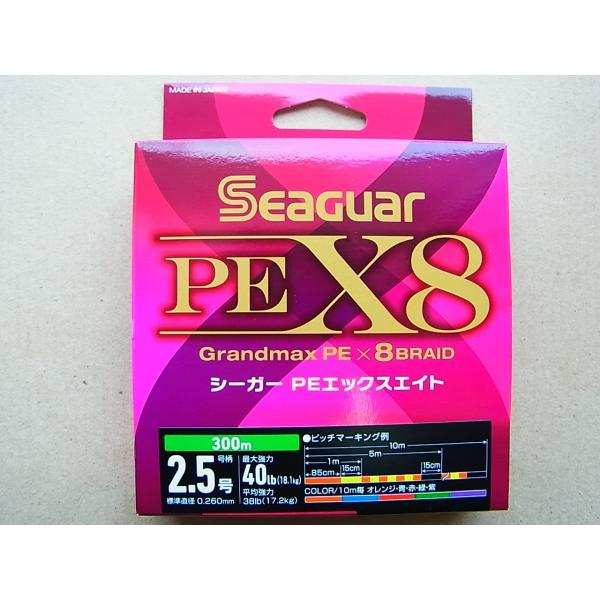 MADE IN JAPAN
SEAGUAR
PE X8
Grandmax PE × 8 BRAID
シーガー PEエックスエイト
300m
2.5号
号柄
標準直径 0.260mm
最大強力
40lb(18.1kg)
平均強力
38lb(17.2kg)
●ピッチマーキング例
10m
5m
1m
85cm 15cm 15cm
COLOR/10m毎 オレンジ・青・赤・緑・紫